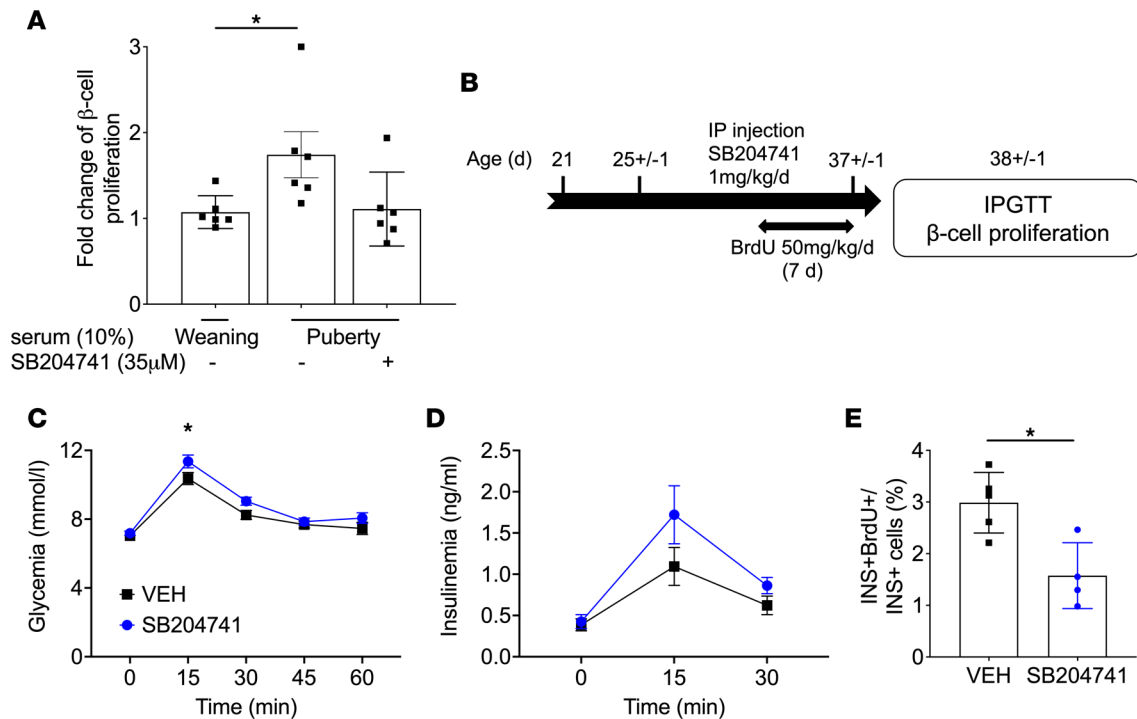 A
*
Fold change of β-cell
proliferation
3
2
1
0
serum (10%)
Weaning
Puberty
SB204741 (35μM)
-
-
+
B
Age (d)
21
25+/-1
IP injection
SB204741
1mg/kg/d
37+/-1
38+/-1
BrdU 50mg/kg/d
(7 d)
IPGTT
β-cell proliferation
C
*
Glycemia (mmol/l)
12
8
4
0
VEH
SB204741
0 15 30 45 60
Time (min)
D
Insulinemia (ng/ml)
2.5
2.0
1.5
1.0
0.5
0.0
0 15 30
Time (min)
E
*
INS+BrdU+/
INS+ cells (%)
4
3
2
1
0
VEH SB204741